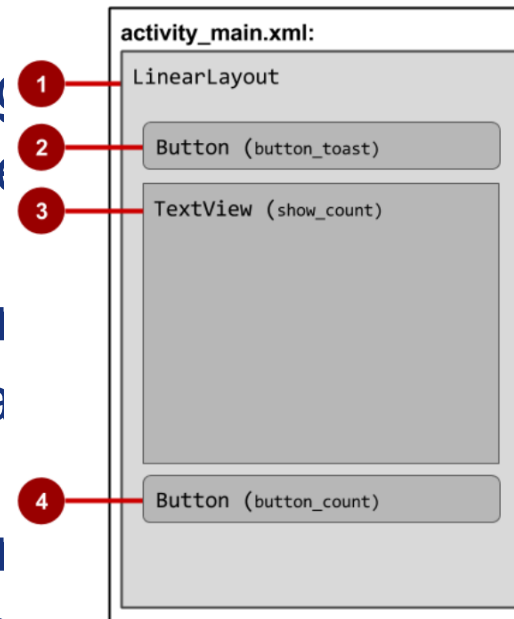 activity_main.xml:
1 LinearLayout
2 Button (button_toast)
3 TextView (show_count)
4 Button (button_count)